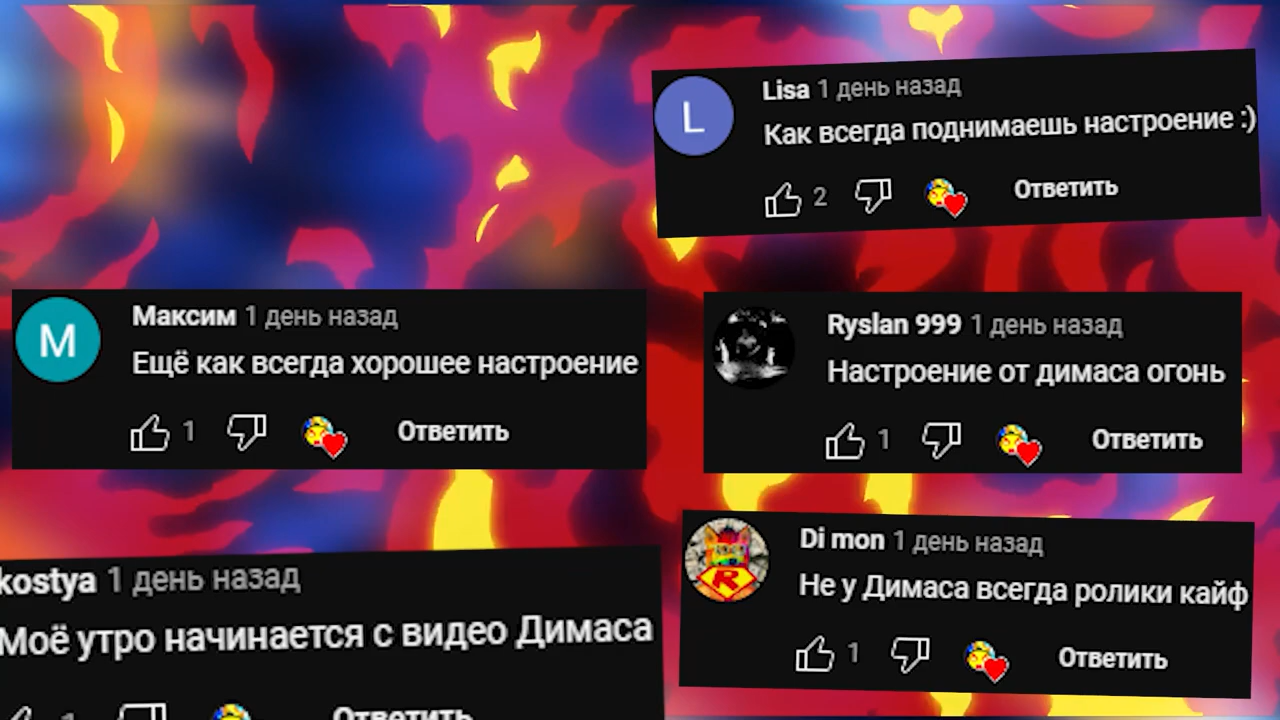 Lisa 1 день назад
Как всегда поднимаешь настроение :)
2
Ответить
Максим 1 день назад
Ещё как всегда хорошее настроение
1
Ответить
Ryslan 999 1 день назад
Настроение от димаса огонь
1
Ответить
kostya 1 день назад
Моё утро начинается с видео Димаса
Ответить
Di mon 1 день назад
Не у Димаса всегда ролики кайф
1
Ответить
L
M
R